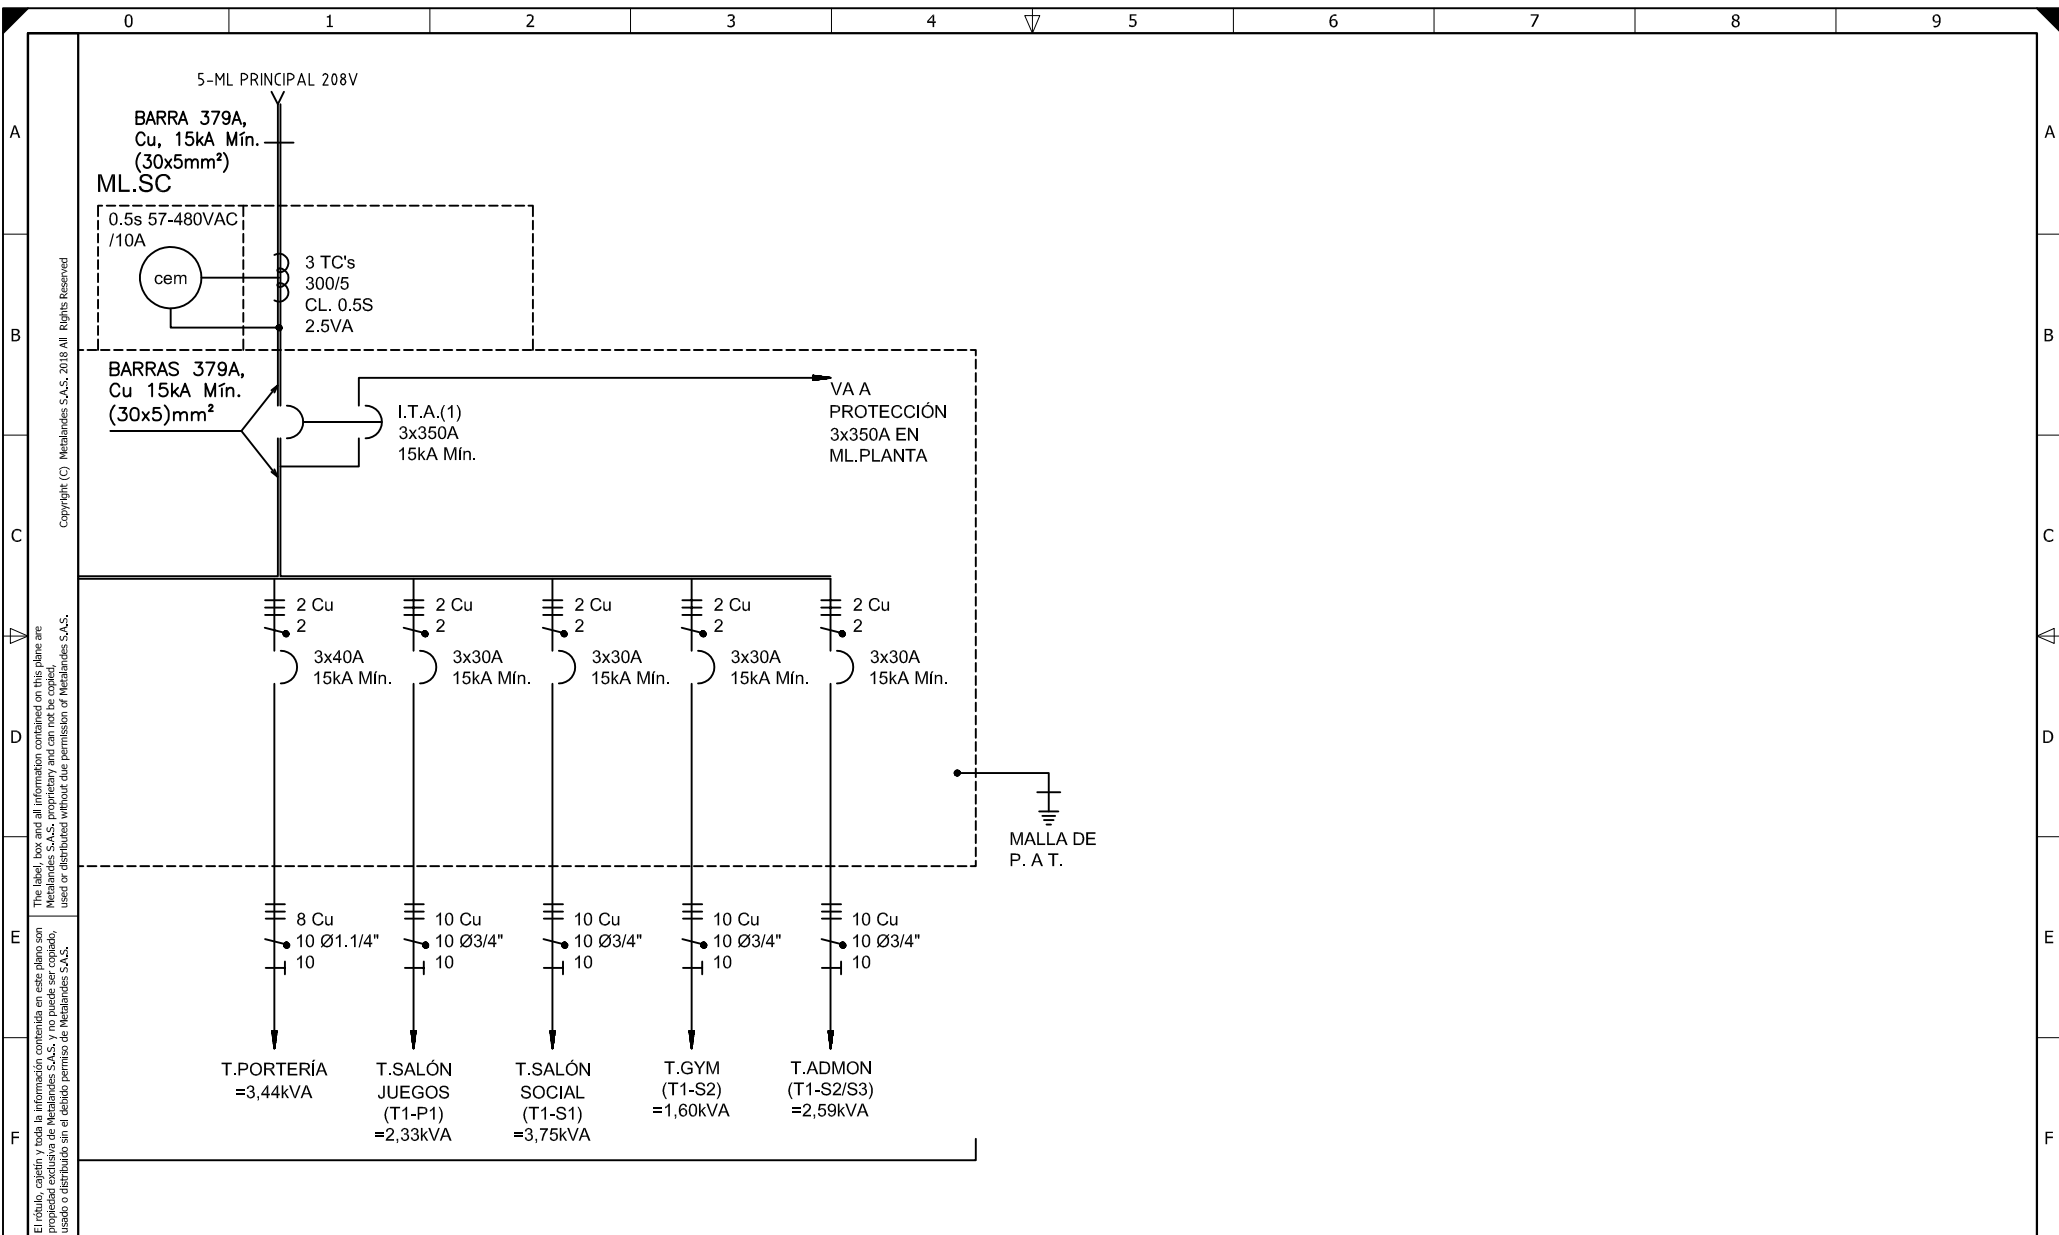 0 1 2 3 4 5 6 7 8 9
A
B
C
D
E
F
A
B
C
D
E
F
Copyright (C) Metalandes S.A.S. 2018 All Rights Reserved
The label, box and all information contained on this plane are
Metalandes S.A.S. proprietary and can not be copied,
used or distributed without due permission of Metalandes S.A.S.
El rótulo, cajetín y toda la información contenida en este plano son
propiedad exclusiva de Metalandes S.A.S. y no puede ser copiado,
usado o distribuido sin el debido permiso de Metalandes S.A.S.
5-ML PRINCIPAL 208V
BARRA 379A,
Cu, 15kA Mín.
(30x5mm²)
ML.SC
0.5s 57-480VAC
/10A
cem
3 TC's
300/5
CL. 0.5S
2.5VA
BARRAS 379A,
Cu 15kA Mín.
(30x5)mm²
I.T.A.(1)
3x350A
15kA Mín.
VA A
PROTECCIÓN
3x350A EN
ML.PLANTA
2 Cu
2
3x40A
15kA Mín.
2 Cu
2
3x30A
15kA Mín.
2 Cu
2
3x30A
15kA Mín.
2 Cu
2
3x30A
15kA Mín.
2 Cu
2
3x30A
15kA Mín.
MALLA DE
P. A T.
8 Cu
10 Ø1.1/4"
10
10 Cu
10 Ø3/4"
10
10 Cu
10 Ø3/4"
10
10 Cu
10 Ø3/4"
10
10 Cu
10 Ø3/4"
10
T.PORTERÍA
=3,44kVA
T.SALÓN
JUEGOS
(T1-P1)
=2,33kVA
T.SALÓN
SOCIAL
(T1-S1)
=3,75kVA
T.GYM
(T1-S2)
=1,60kVA
T.ADMON
(T1-S2/S3)
=2,59kVA